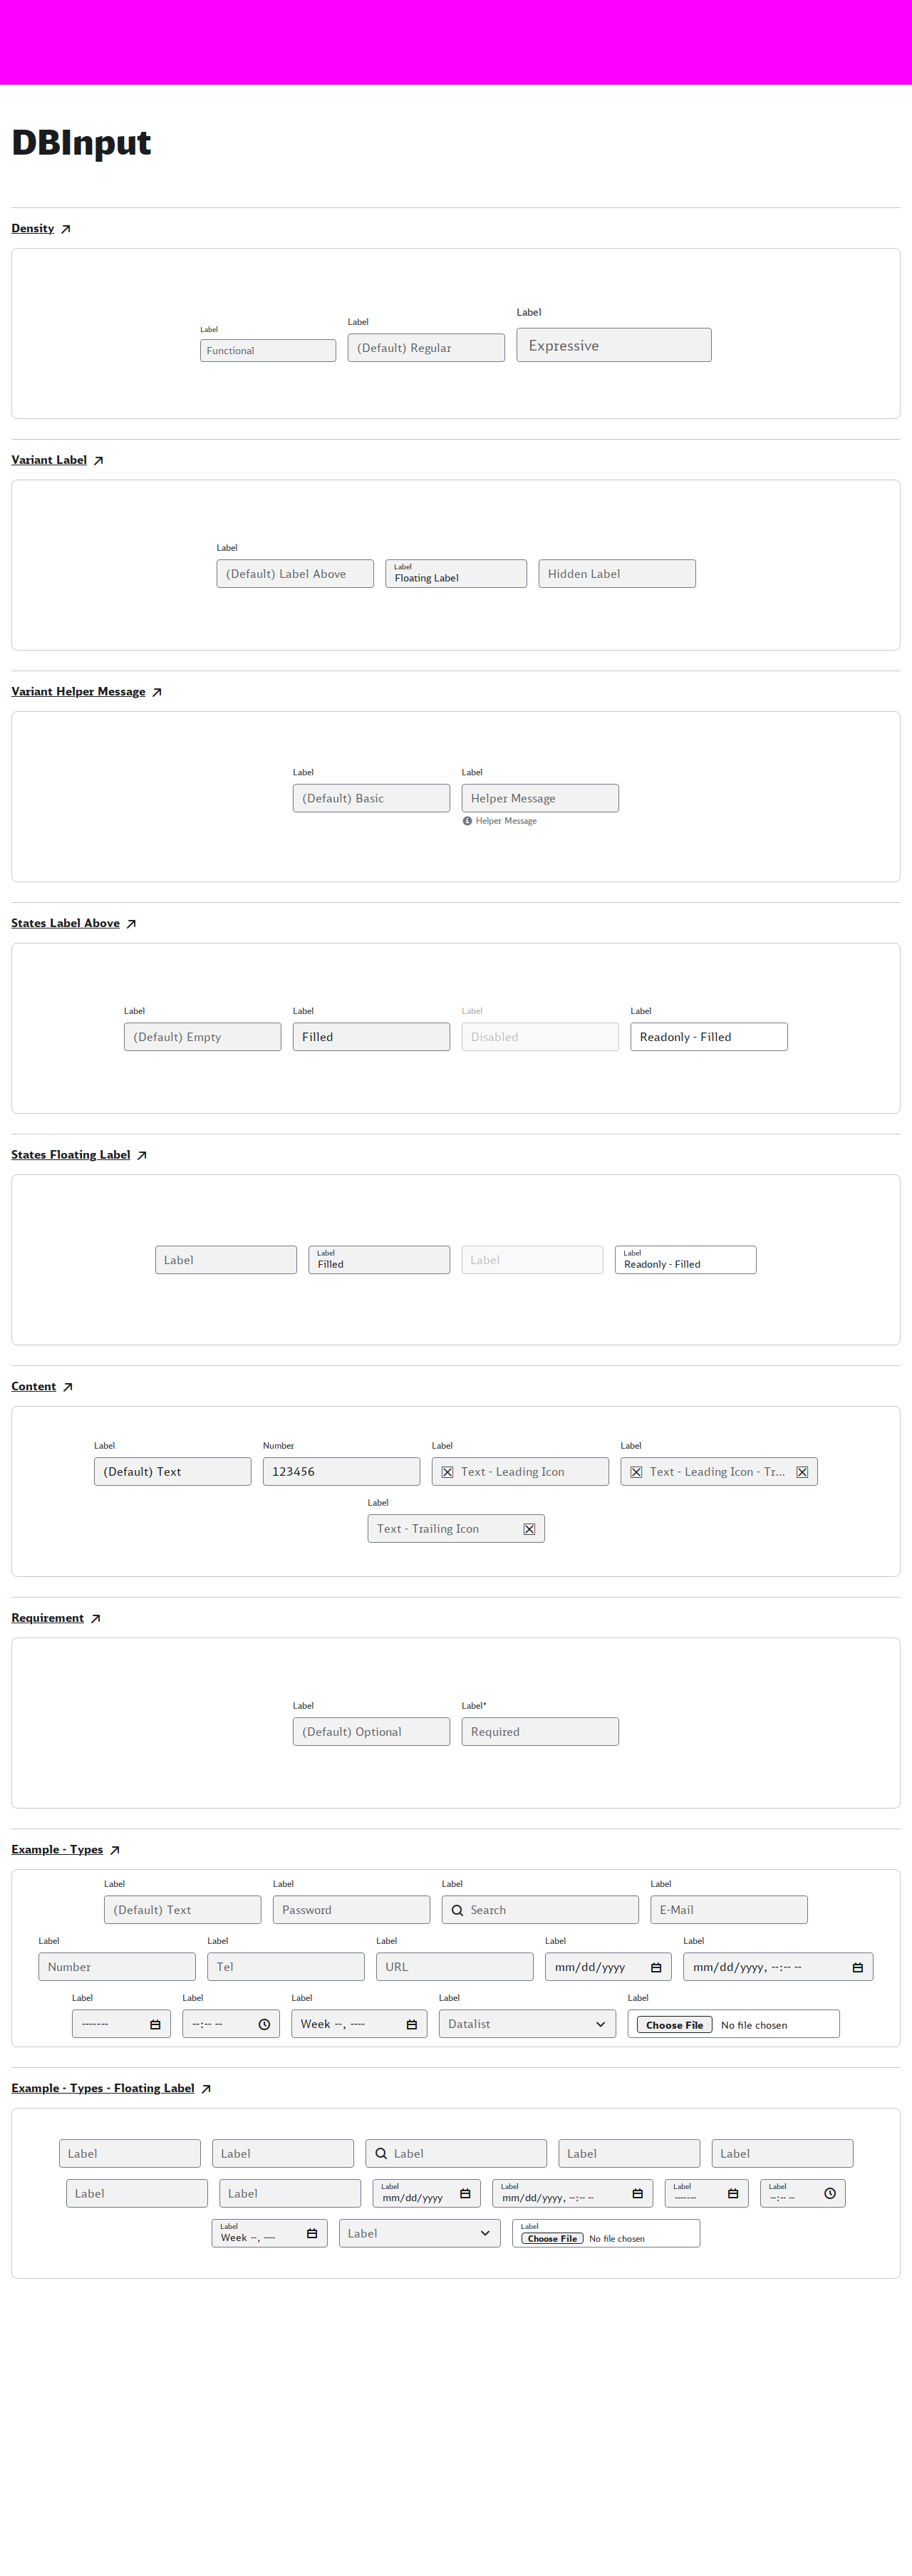 DBInput
Density
Label Label Label
Functional (Default) Regular Expressive
Variant Label
Label
(Default) Label Above Label Floating Label Hidden Label
Variant Helper Message
Label Label
(Default) Basic Helper Message
Helper Message
States Label Above
Label Label Label Label
(Default) Empty Filled Disabled Readonly - Filled
States Floating Label
Label Label Filled Label Label Readonly - Filled
Content
Label Number Label Label
(Default) Text 123456 Text - Leading Icon Text - Leading Icon - Tr...
Label
Text - Trailing Icon
Requirement
Label Label*
(Default) Optional Required
Example - Types
Label Label Label Label
(Default) Text Password Search E-Mail
Label Label Label Label Label
Number Tel URL mm/dd/yyyy mm/dd/yyyy, --:-- --
Label Label Label Label Label
------- --:-- -- Week --, ---- Datalist Choose File No file chosen
Example - Types - Floating Label
Label Label Label Label Label
Label Label Label mm/dd/yyyy Label mm/dd/yyyy, --:-- -- Label ------- Label --:-- --
Label Week --, ---- Label Label Choose File No file chosen